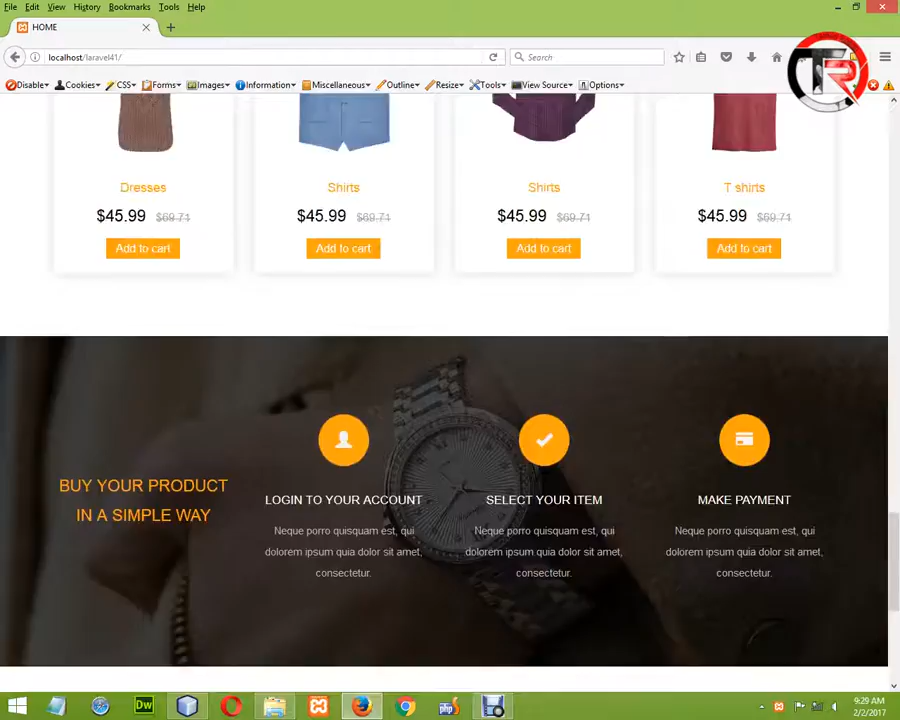 File Edit View History Bookmarks Tools Help
HOME
localhost/laravel41/
Search
Disable Cookies CSS Forms Images Information Miscellaneous Outline Resize Tools View Source Options
TR
Dresses Shirts Shirts T shirts
$45.99 $69.71 $45.99 $69.71 $45.99 $69.71 $45.99 $69.71
Add to cart Add to cart Add to cart Add to cart
BUY YOUR PRODUCT
IN A SIMPLE WAY
LOGIN TO YOUR ACCOUNT
Neque porro quisquam est, qui
dolorem ipsum quia dolor sit amet,
consectetur.
SELECT YOUR ITEM
Neque porro quisquam est, qui
dolorem ipsum quia dolor sit amet,
consectetur.
MAKE PAYMENT
Neque porro quisquam est, qui
dolorem ipsum quia dolor sit amet,
consectetur.
Dw
php
9:29 AM
2/2/2017